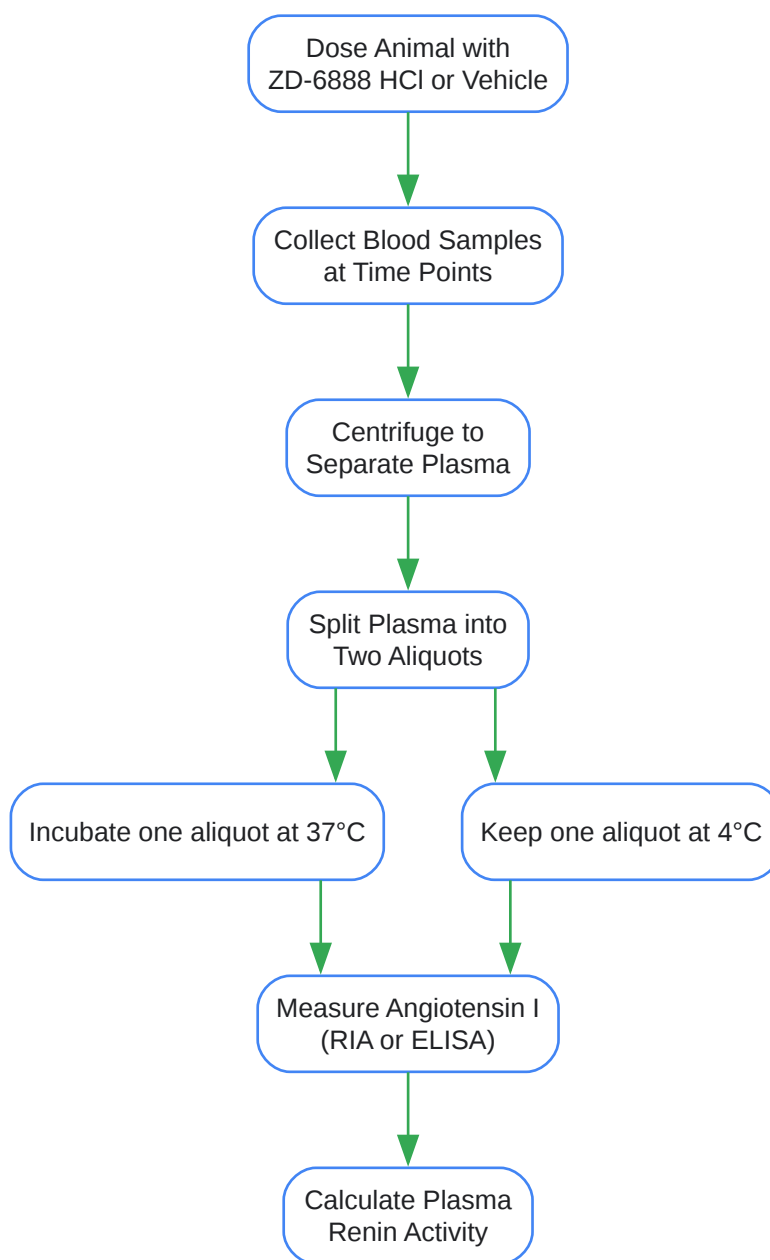 Dose Animal with
ZD-6888 HCl or Vehicle
Collect Blood Samples
at Time Points
Centrifuge to
Separate Plasma
Split Plasma into
Two Aliquots
Incubate one aliquot at 37°C
Keep one aliquot at 4°C
Measure Angiotensin I
(RIA or ELISA)
Calculate Plasma
Renin Activity